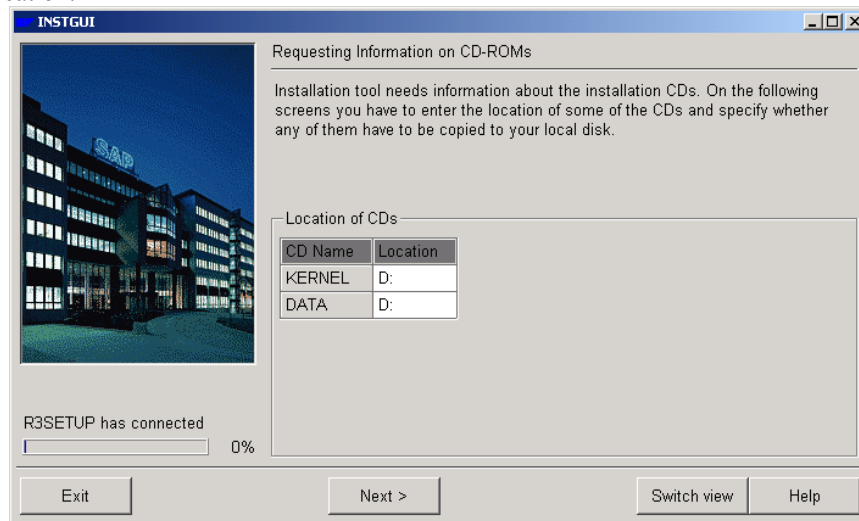 INSTGUI
Requesting Information on CD-ROMs
Installation tool needs information about the installation CDs. On the following
screens you have to enter the location of some of the CDs and specify whether
any of them have to be copied to your local disk.
SAP
Location of CDs
CD Name Location
KERNEL D:
DATA D:
R3SETUP has connected
0%
Exit Next > Switch view Help